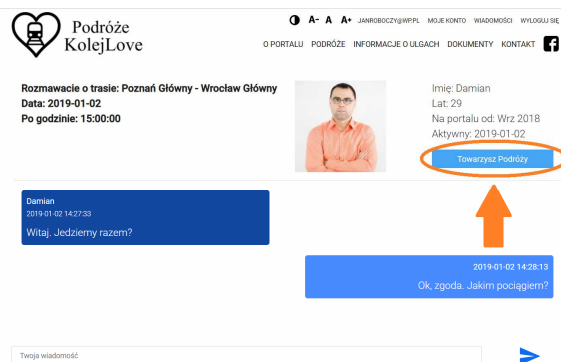 Podróże
KolejLove
A- A A+ JANROBOCZY@WP.PL MOJE KONTO WIADOMOŚCI WYLOGUJ SIĘ
O PORTALU PODRÓŻE INFORMACJE O ULGACH DOKUMENTY KONTAKT
Rozmawacie o trasie: Poznań Główny - Wrocław Główny
Data: 2019-01-02
Po godzinie: 15:00:00
Imię: Damian
Lat: 29
Na portalu od: Wrz 2018
Aktywny: 2019-01-02
Towarzysz Podróży
Damian
2019-01-02 14:27:33
Witaj. Jedziemy razem?
2019-01-02 14:28:13
Ok, zgoda. Jakim pociągiem?
Twoja wiadomość